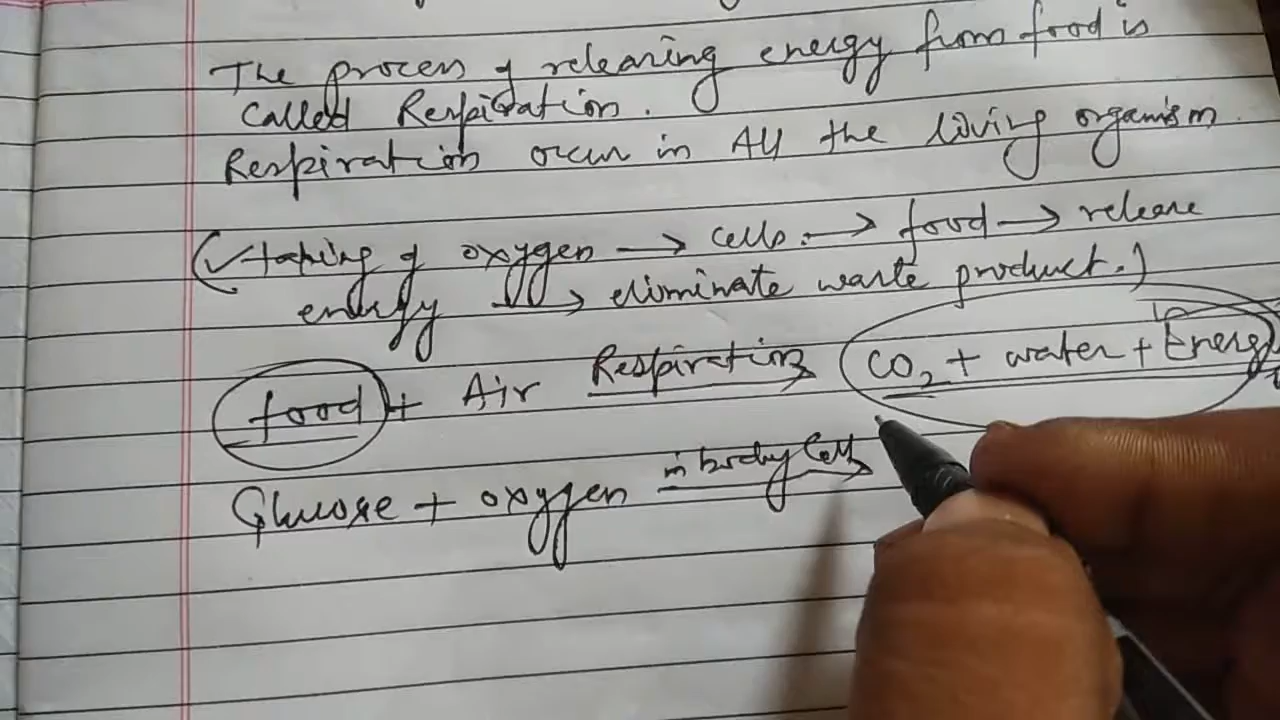 The process of releasing energy from food is
called Respiration.
Respiration occur in All the living organism.
(✓taking of oxygen → cells. → food → release
energy → eliminate waste product.)
food + Air Respiration → CO₂ + water + Energy
Glucose + oxygen in body cells →